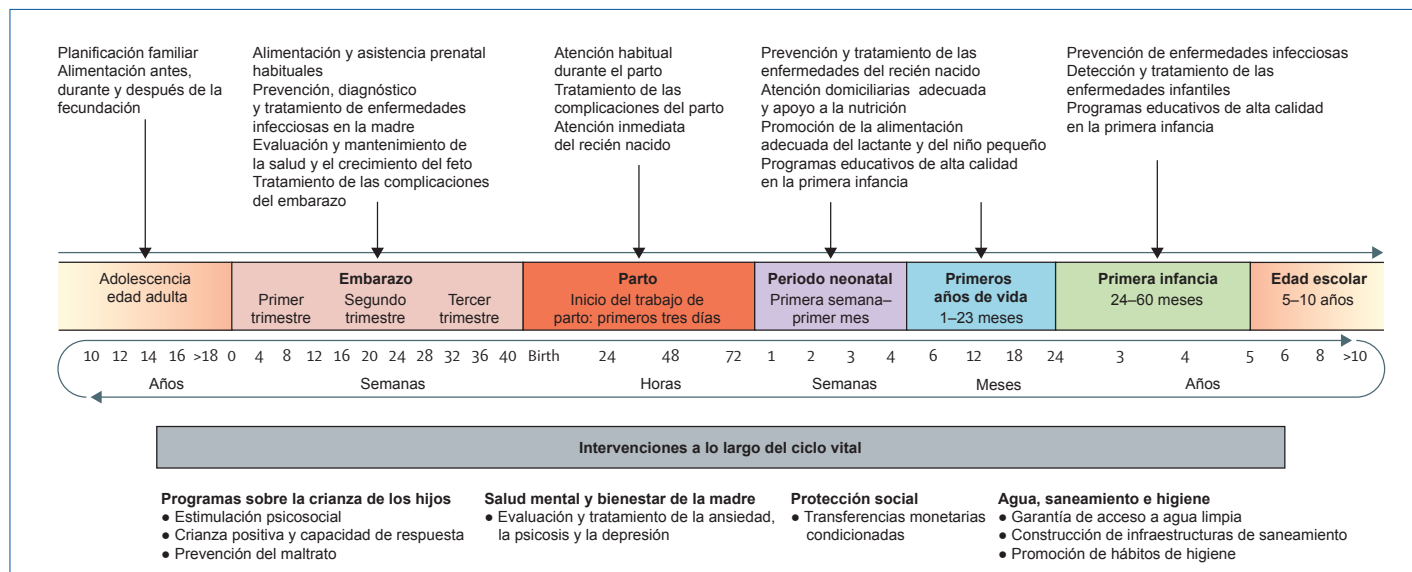 Planificación familiar
Alimentación antes,
durante y después de la
fecundación
Alimentación y asistencia prenatal
habituales
Prevención, diagnóstico
y tratamiento de enfermedades
infecciosas en la madre
Evaluación y mantenimiento de
la salud y el crecimiento del feto
Tratamiento de las complicaciones
del embarazo
Atención habitual
durante el parto
Tratamiento de las
complicaciones del parto
Atención inmediata
del recién nacido
Prevención y tratamiento de las
enfermedades del recién nacido
Atención domiciliarias adecuada
y apoyo a la nutrición
Promoción de la alimentación
adecuada del lactante y del niño pequeño
Programas educativos de alta calidad
en la primera infancia
Prevención de enfermedades infecciosas
Detección y tratamiento de las
enfermedades infantiles
Programas educativos de alta calidad
en la primera infancia
Adolescencia
edad adulta
Embarazo
Primer
trimestre
Segundo
trimestre
Tercer
trimestre
Parto
Inicio del trabajo de
parto: primeros tres días
Periodo neonatal
Primera semana–
primer mes
Primeros
años de vida
1–23 meses
Primera infancia
24–60 meses
Edad escolar
5–10 años
10 12 14 16 >18 0 4 8 12 16 20 24 28 32 36 40 Birth 24 48 72 1 2 3 4 6 12 18 24 3 4 5 6 8 >10
Años Semanas Horas Semanas Meses Años
Intervenciones a lo largo del ciclo vital
Programas sobre la crianza de los hijos
● Estimulación psicosocial
● Crianza positiva y capacidad de respuesta
● Prevención del maltrato
Salud mental y bienestar de la madre
● Evaluación y tratamiento de la ansiedad,
la psicosis y la depresión
Protección social
● Transferencias monetarias
condicionadas
Agua, saneamiento e higiene
● Garantía de acceso a agua limpia
● Construcción de infraestructuras de saneamiento
● Promoción de hábitos de higiene